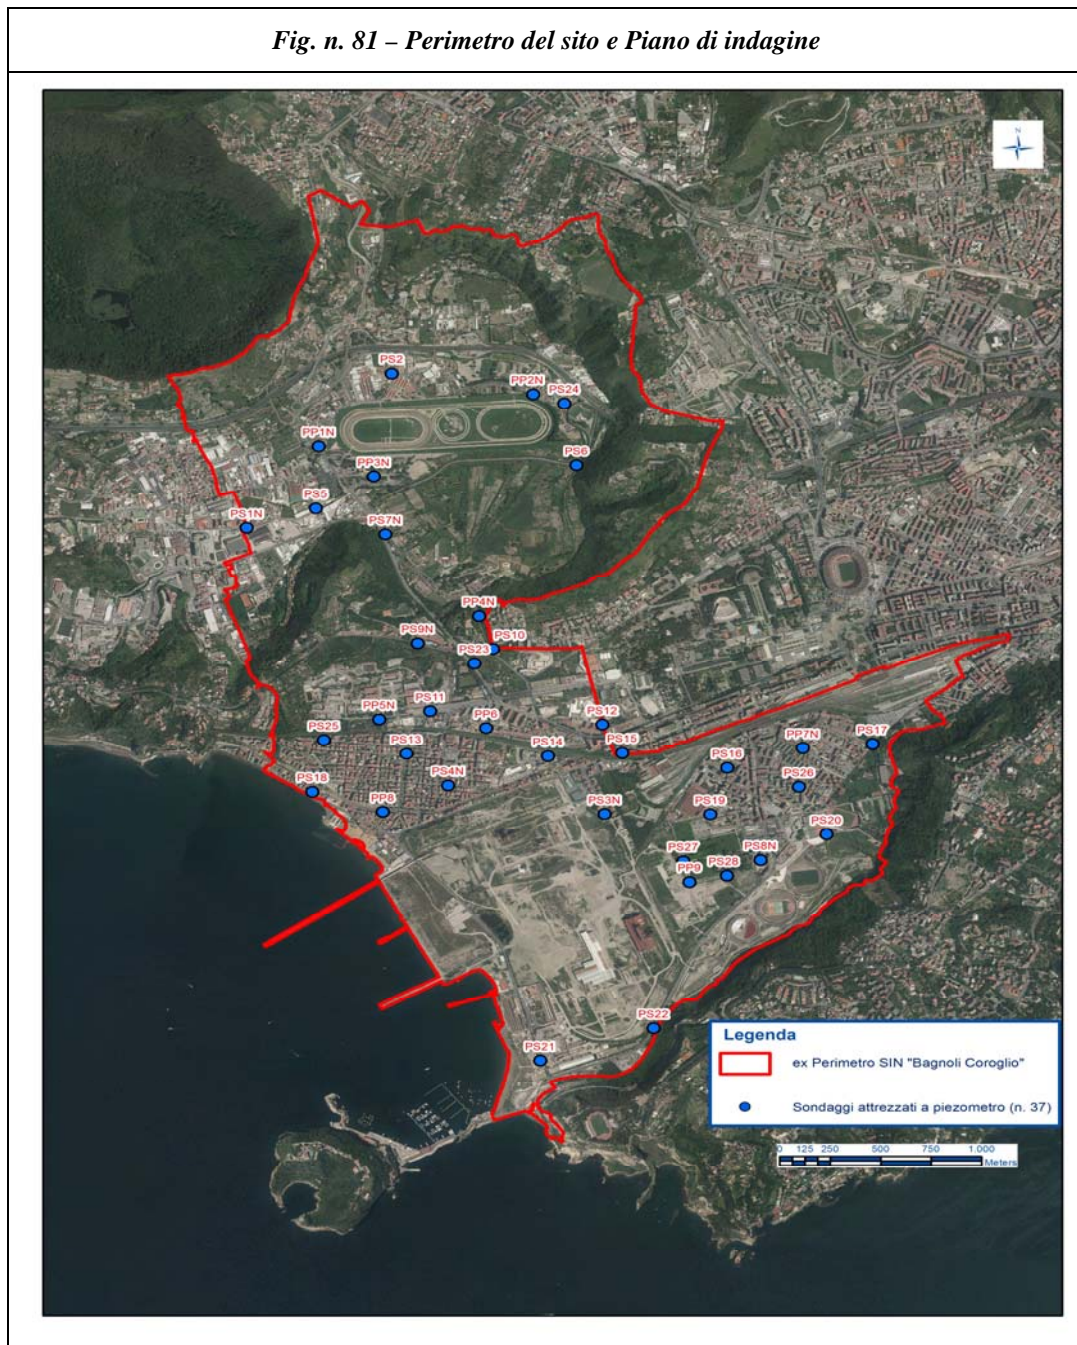 Fig. n. 81 – Perimetro del sito e Piano di indagine
N
PS2
PP2N
PS24
PP1N
PP3N
PS6
PS5
PS1N
PS7N
PP4N
PS9N
PS10
PS23
PS11
PP5N
PP6
PS12
PS25
PS13
PS14
PS15
PS16
PP7N
PS17
PS4N
PS26
PS18
PP8
PS3N
PS19
PS20
PS27
PS28
PS8N
PP9
PS22
PS21
Legenda
ex Perimetro SIN "Bagnoli Coroglio"
Sondaggi attrezzati a piezometro (n. 37)
0 125 250 500 750 1.000
Meters